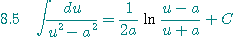 8.5 ∫ du/(u² − a²) = 1/(2a) ln (u − a)/(u + a) + C